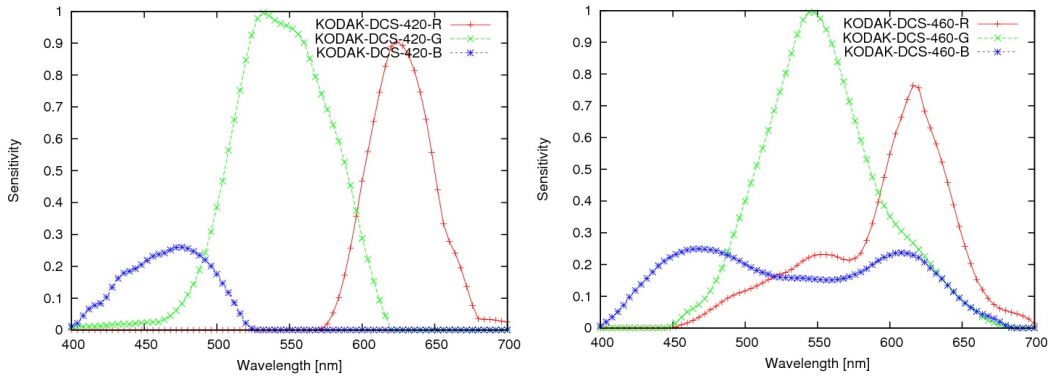 KODAK-DCS-420-R
KODAK-DCS-420-G
KODAK-DCS-420-B
1
0.9
0.8
0.7
0.6
0.5
0.4
0.3
0.2
0.1
0
Sensitivity
400 450 500 550 600 650 700
Wavelength [nm]
KODAK-DCS-460-R
KODAK-DCS-460-G
KODAK-DCS-460-B
1
0.9
0.8
0.7
0.6
0.5
0.4
0.3
0.2
0.1
0
Sensitivity
400 450 500 550 600 650 700
Wavelength [nm]